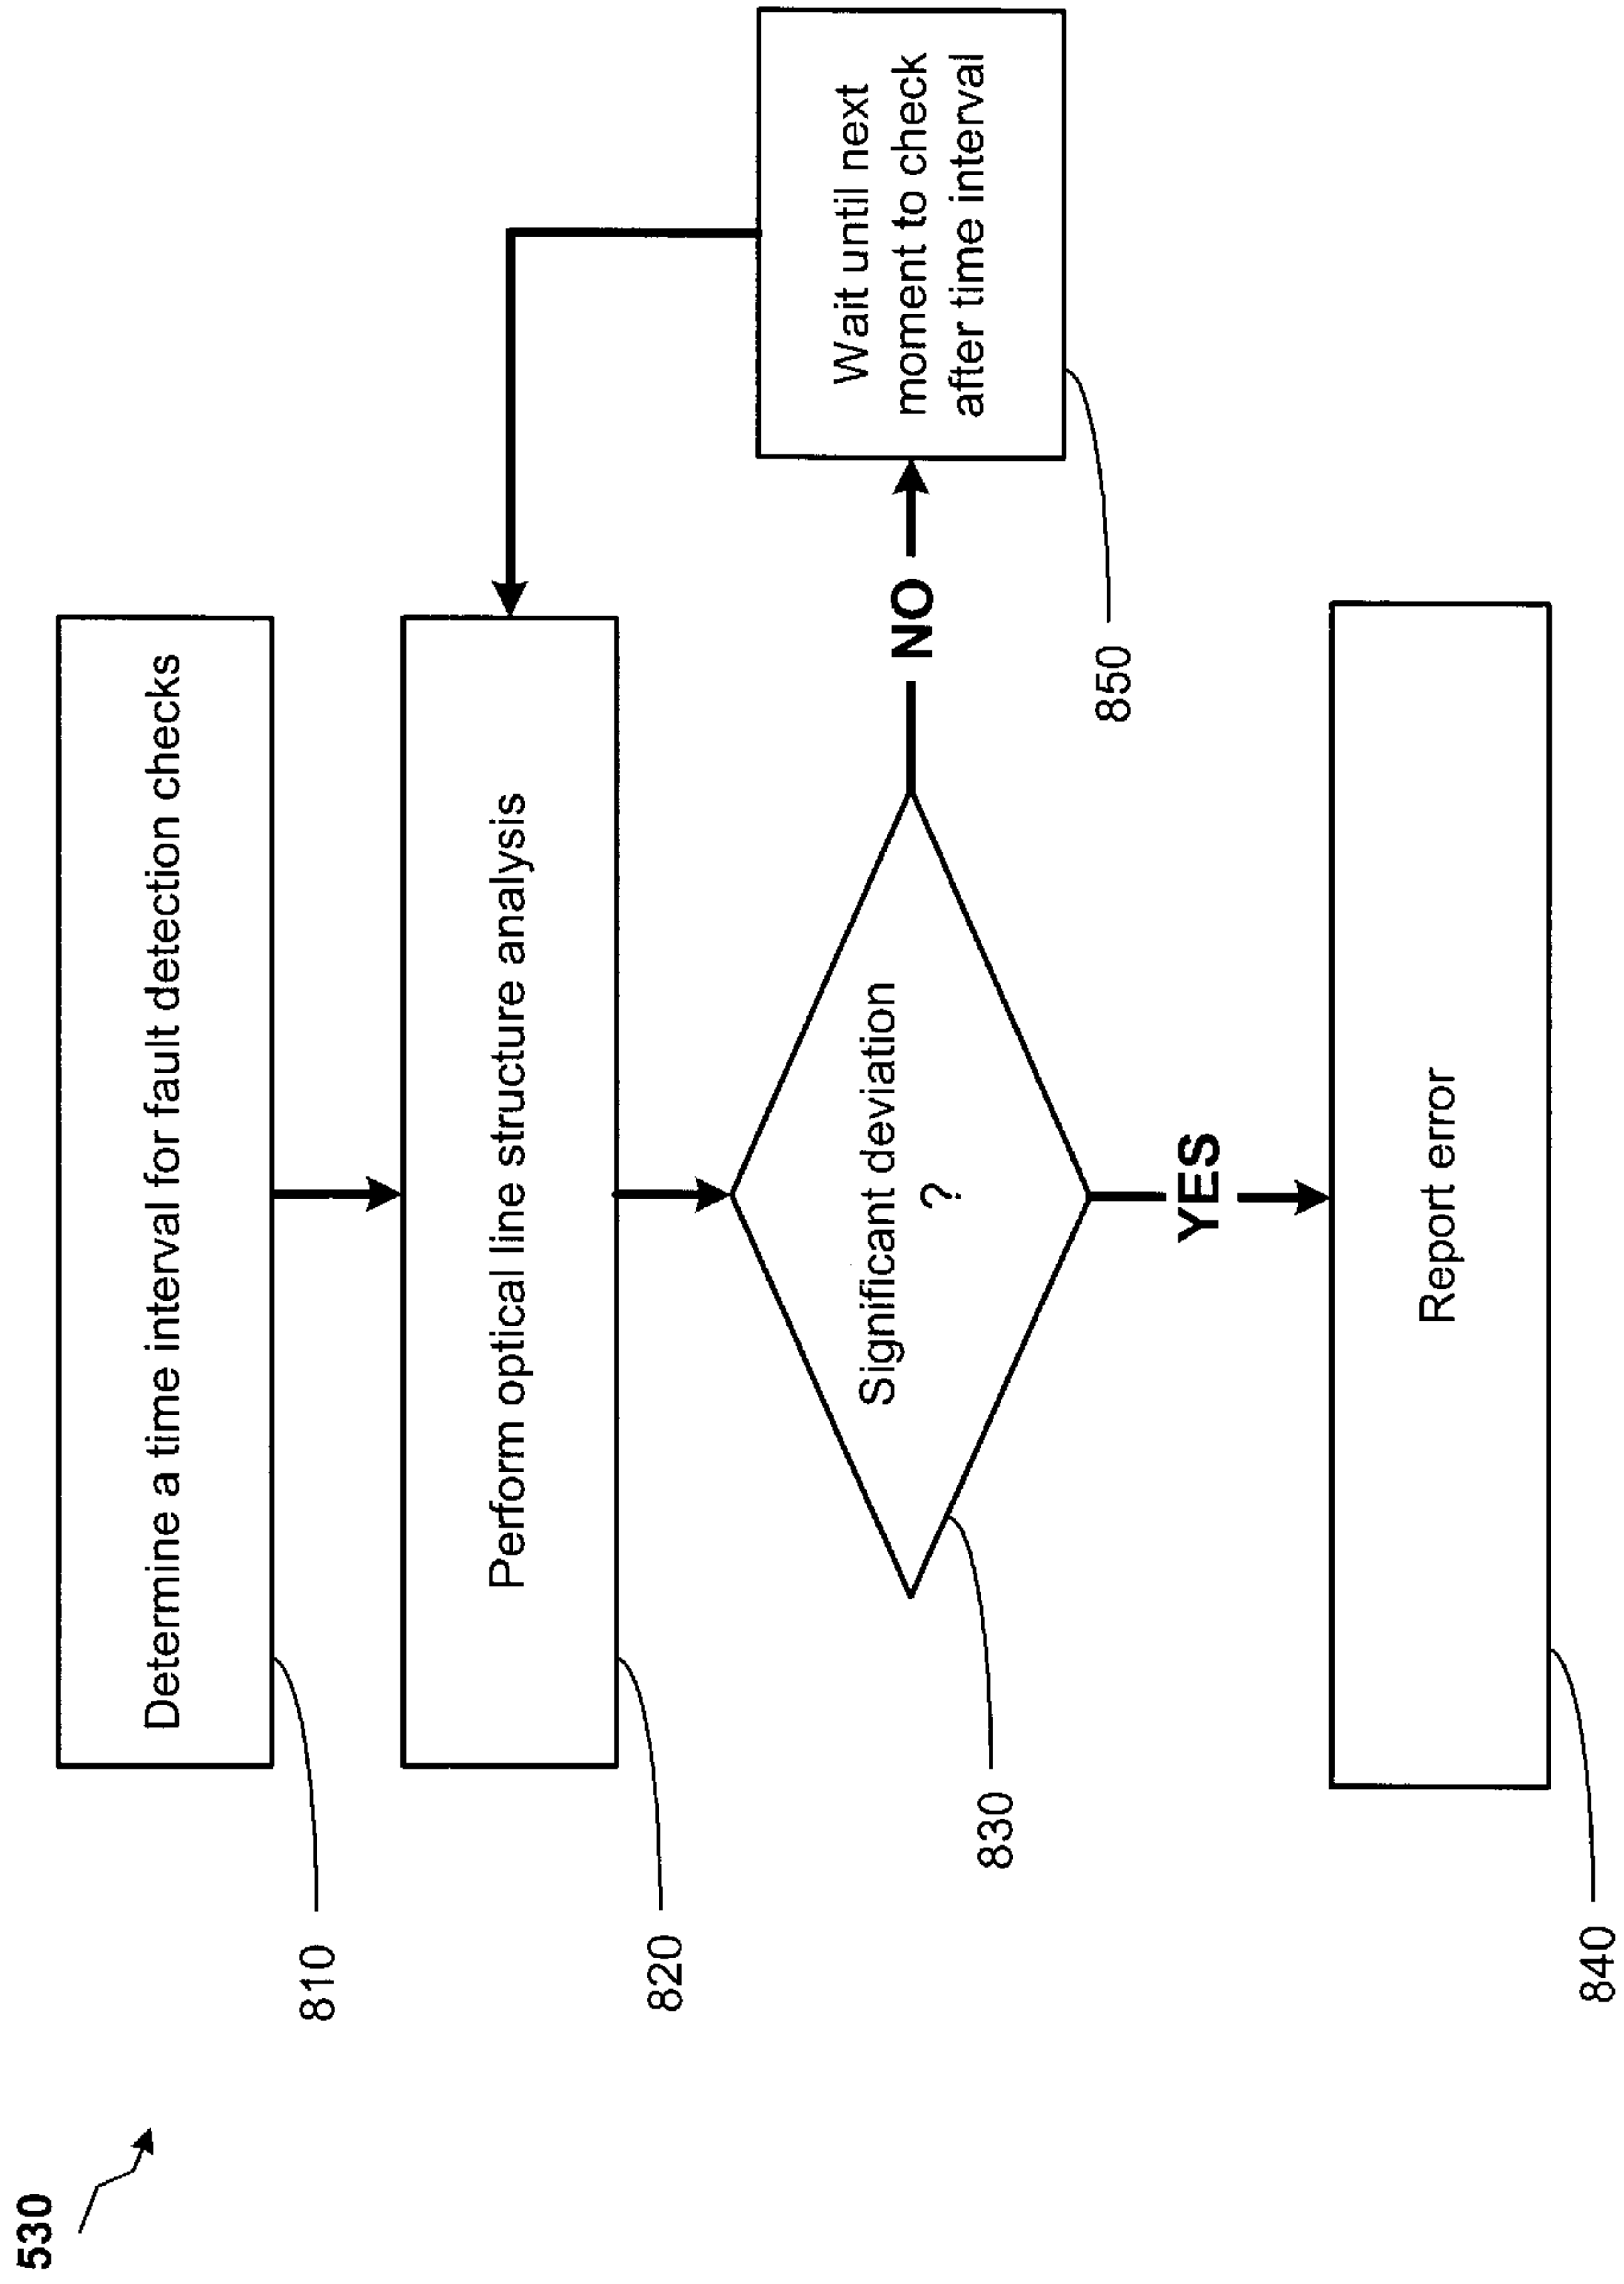 530
Determine a time interval for fault detection checks
810
Perform optical line structure analysis
820
Significant deviation
?
830
NO
Wait until next
moment to check
after time interval
850
YES
Report error
840